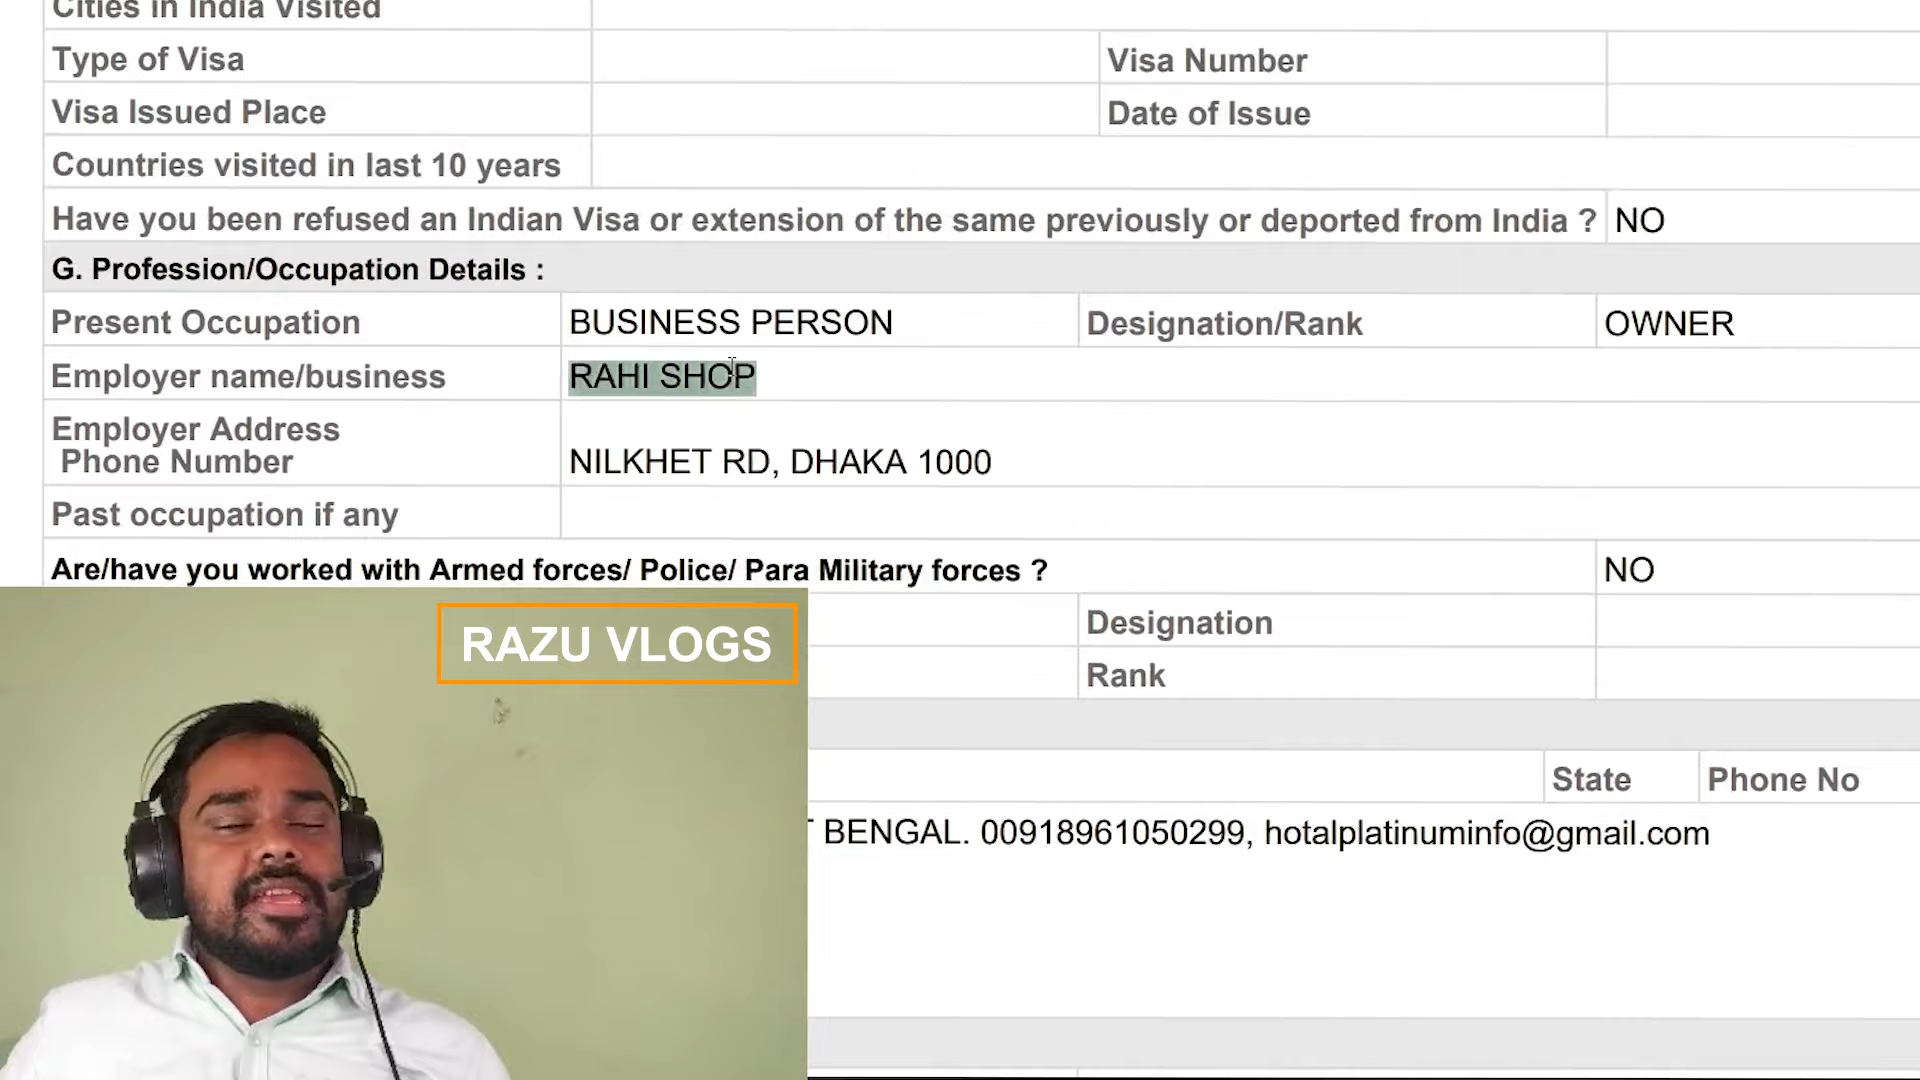 Cities in India Visited
Type of Visa Visa Number
Visa Issued Place Date of Issue
Countries visited in last 10 years
Have you been refused an Indian Visa or extension of the same previously or deported from India ? NO
G. Profession/Occupation Details :
Present Occupation BUSINESS PERSON Designation/Rank OWNER
Employer name/business RAHI SHOP
Employer Address
Phone Number NILKHET RD, DHAKA 1000
Past occupation if any
Are/have you worked with Armed forces/ Police/ Para Military forces ? NO
Designation
RAZU VLOGS
Rank
State Phone No
BENGAL. 00918961050299, hotalplatinuminfo@gmail.com